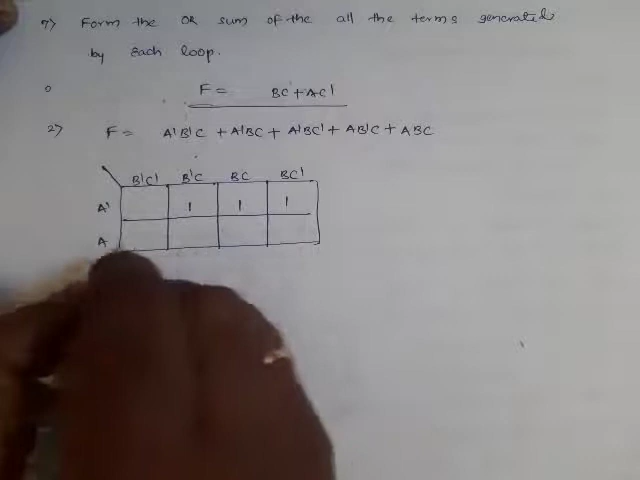 7) Form the OR sum of the all the terms generated
by each loop.
F = BC + AC'
2) F = A'B'C + A'BC + A'BC' + AB'C + ABC
B'C' B'C BC BC'
A' 1 1 1
A